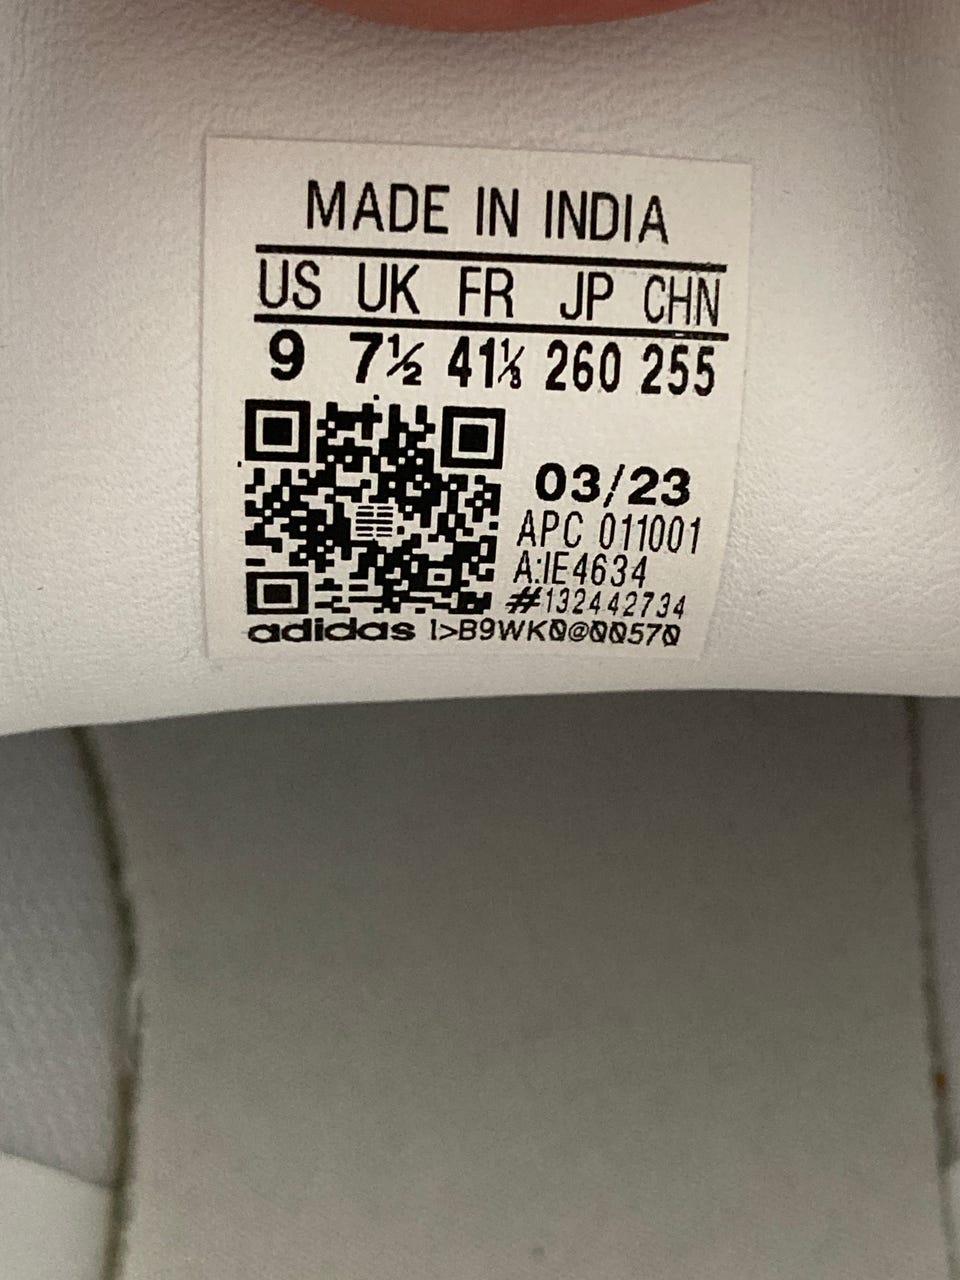 MADE IN INDIA
US UK FR JP CHN
9 7½ 41⅓ 260 255
03/23
APC 011001
A:IE4634
#132442734
adidas 1>B9WK0@00570